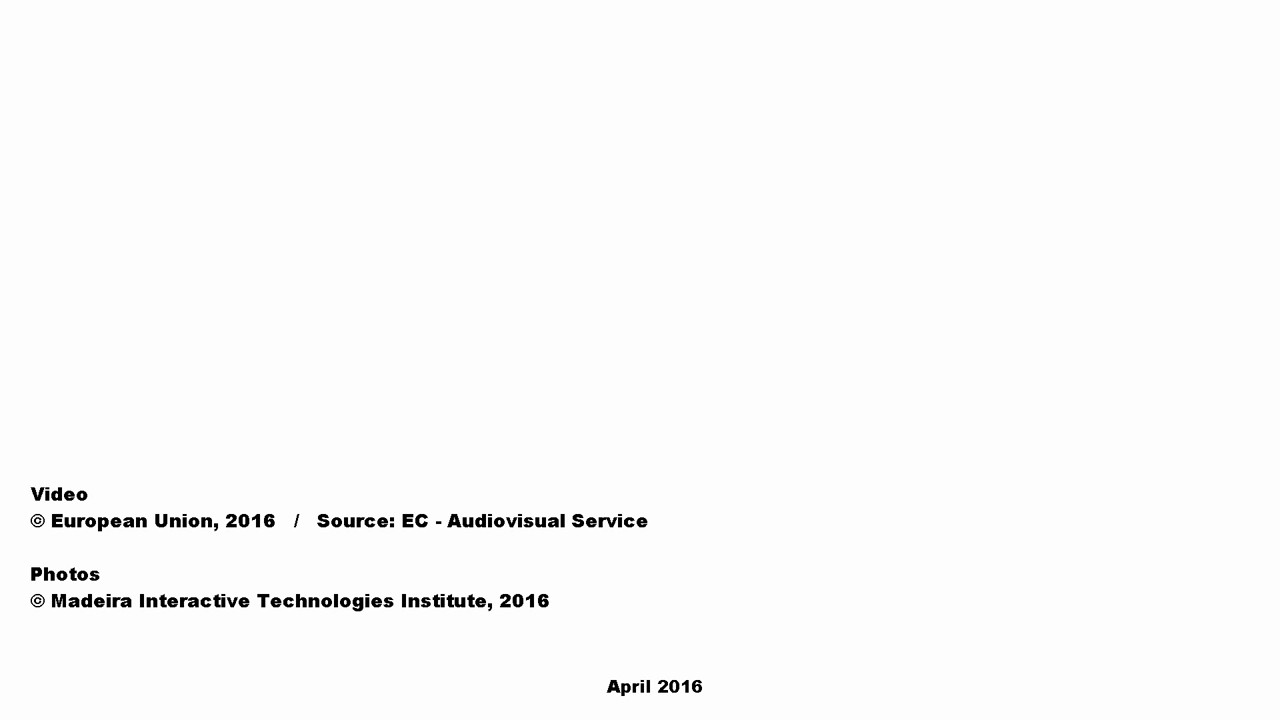 Video
© European Union, 2016 / Source: EC - Audiovisual Service
Photos
© Madeira Interactive Technologies Institute, 2016
April 2016